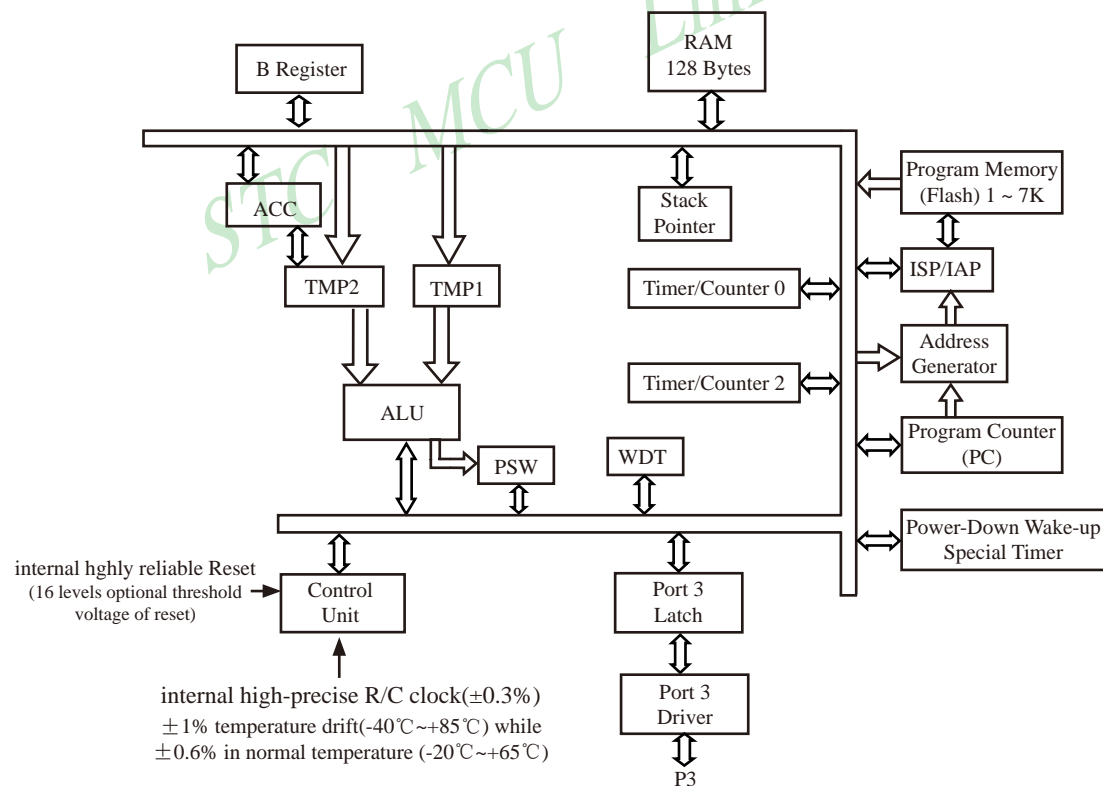 STC MCU
B Register
RAM
128 Bytes
ACC
Stack
Pointer
Program Memory
(Flash) 1 ~ 7K
TMP2
TMP1
Timer/Counter 0
ISP/IAP
Address
Generator
Timer/Counter 2
ALU
PSW
WDT
Program Counter
(PC)
Power-Down Wake-up
Special Timer
internal hghly reliable Reset
(16 levels optional threshold
voltage of reset)
Control
Unit
Port 3
Latch
internal high-precise R/C clock(±0.3%)
±1% temperature drift(-40℃~+85℃) while
±0.6% in normal temperature (-20℃~+65℃)
Port 3
Driver
P3